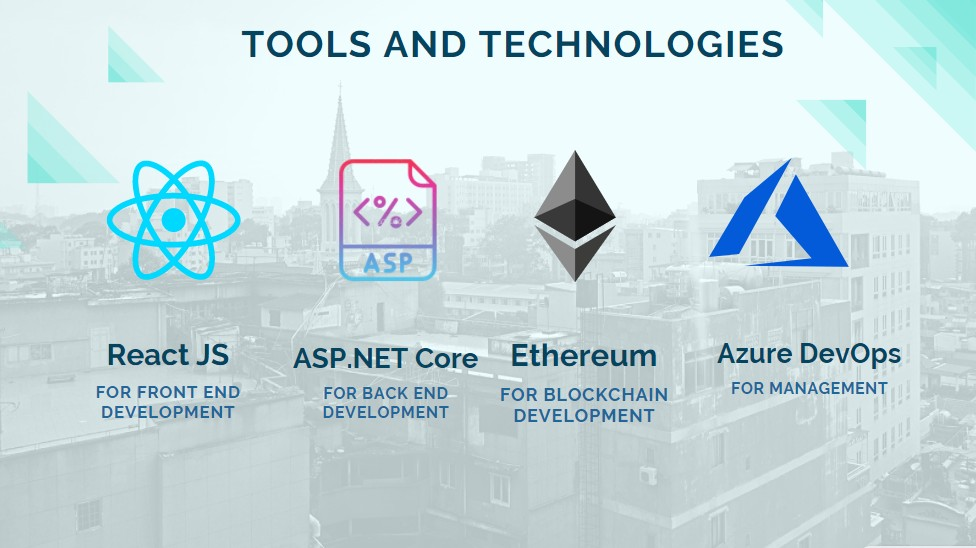 TOOLS AND TECHNOLOGIES
<%>
ASP
React JS
FOR FRONT END
DEVELOPMENT
ASP.NET Core
FOR BACK END
DEVELOPMENT
Ethereum
FOR BLOCKCHAIN
DEVELOPMENT
Azure DevOps
FOR MANAGEMENT